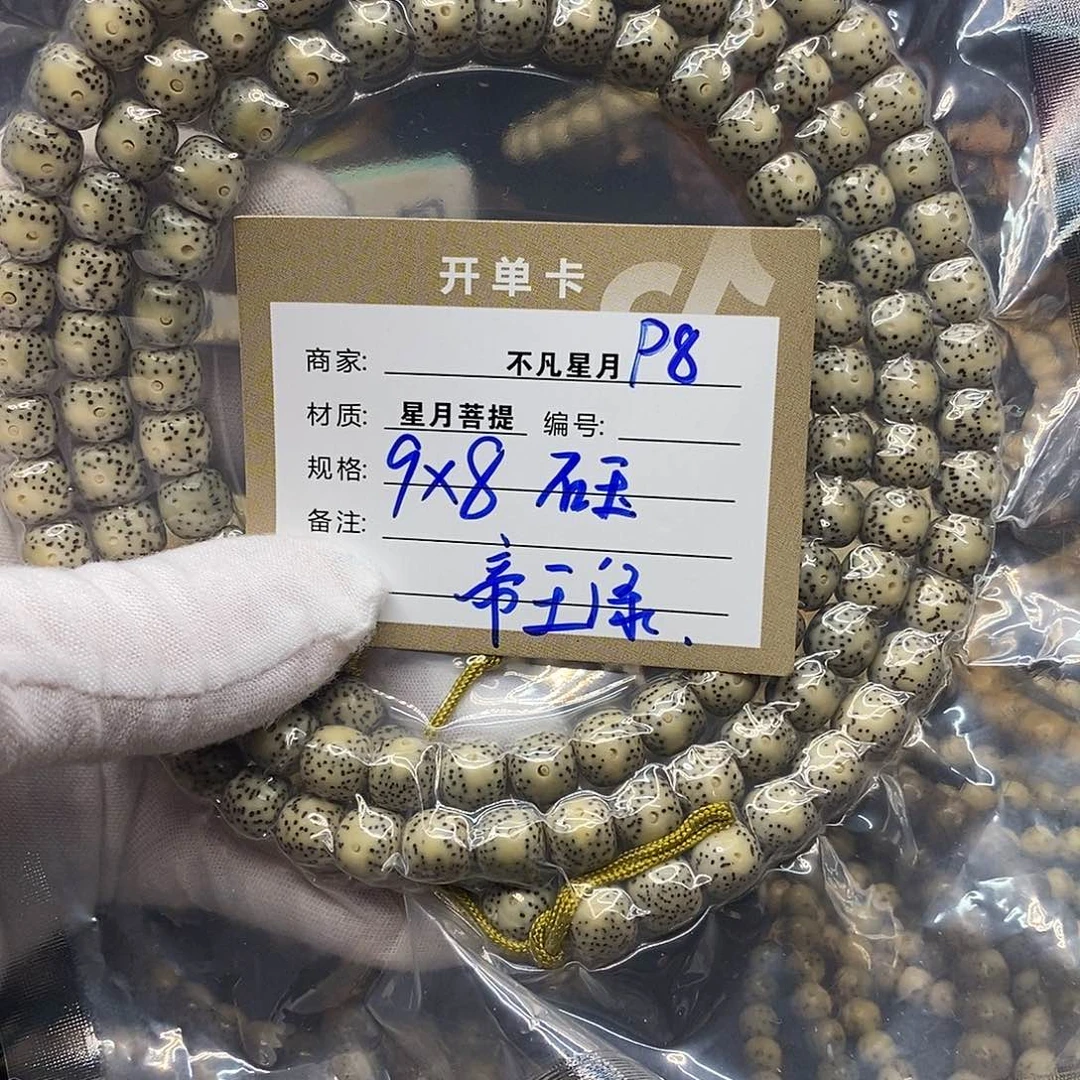 开单卡
商家: 不凡星月 P8
材质: 星月菩提 编号:
规格: 9×8 石玉
备注:
帝王绿.